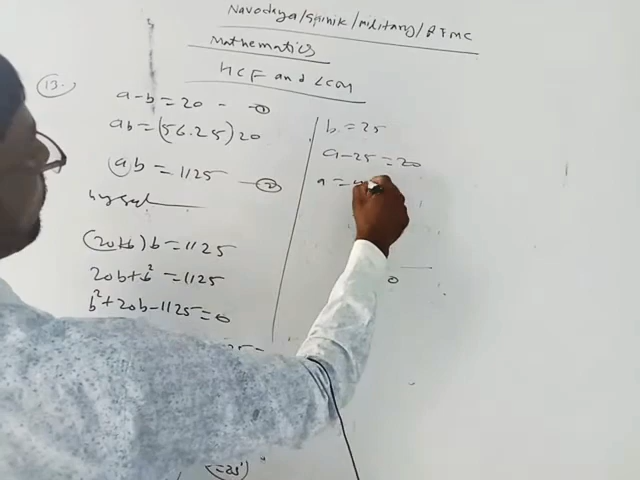 Navodaya/Sainik/military/RIMC
Mathematics
HCF and LCM
13.
a-b=20 - ①
ab=(56.25)20
ab=1125 -②
(20+b)b=1125
20b+b²=1125
b²+20b-1125=0
b=25
a-25=20
a=